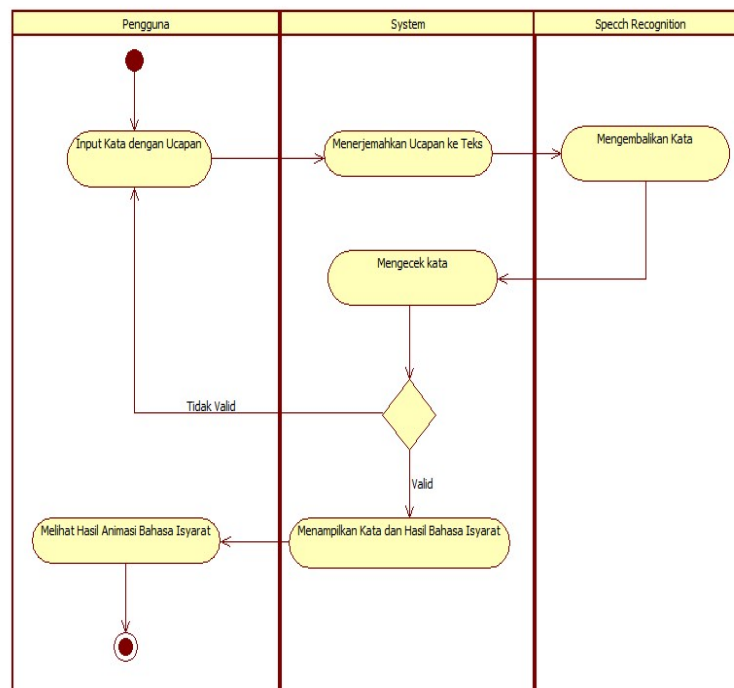 Pengguna
System
Specch Recognition
Input Kata dengan Ucapan
Menerjemahkan Ucapan ke Teks
Mengembalikan Kata
Mengecek kata
Tidak Valid
Valid
Melihat Hasil Animasi Bahasa Isyarat
Menampilkan Kata dan Hasil Bahasa Isyarat